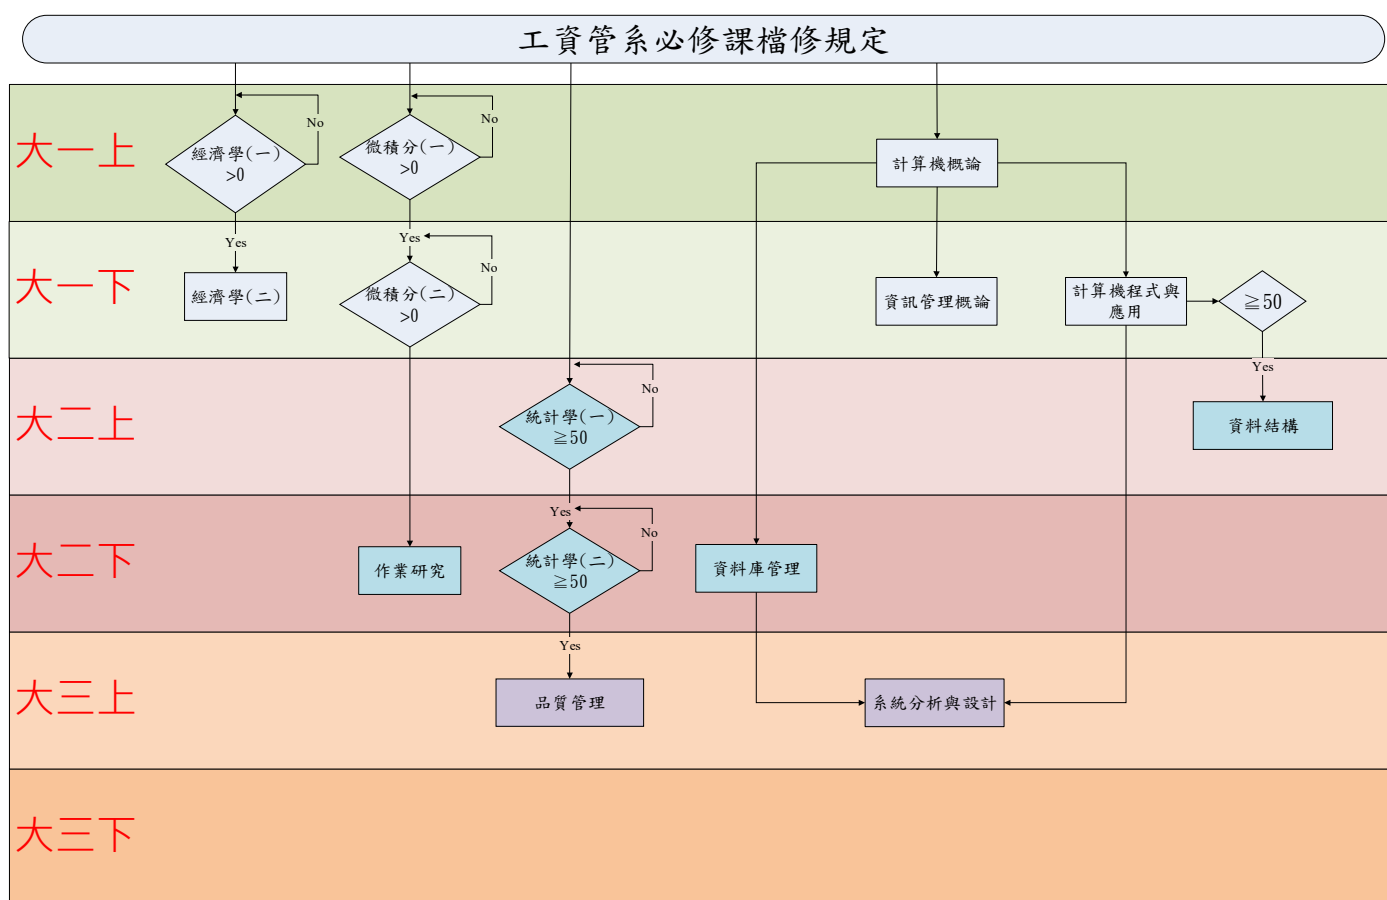 工資管系必修課檔修規定
大一上
No
經濟學(一)
>0
No
微積分(一)
>0
計算機概論
大一下
Yes
經濟學(二)
Yes
No
微積分(二)
>0
資訊管理概論
計算機程式與
應用
≧50
大二上
No
統計學(一)
≧50
Yes
資料結構
大二下
作業研究
Yes
No
統計學(二)
≧50
資料庫管理
大三上
Yes
品質管理
系統分析與設計
大三下